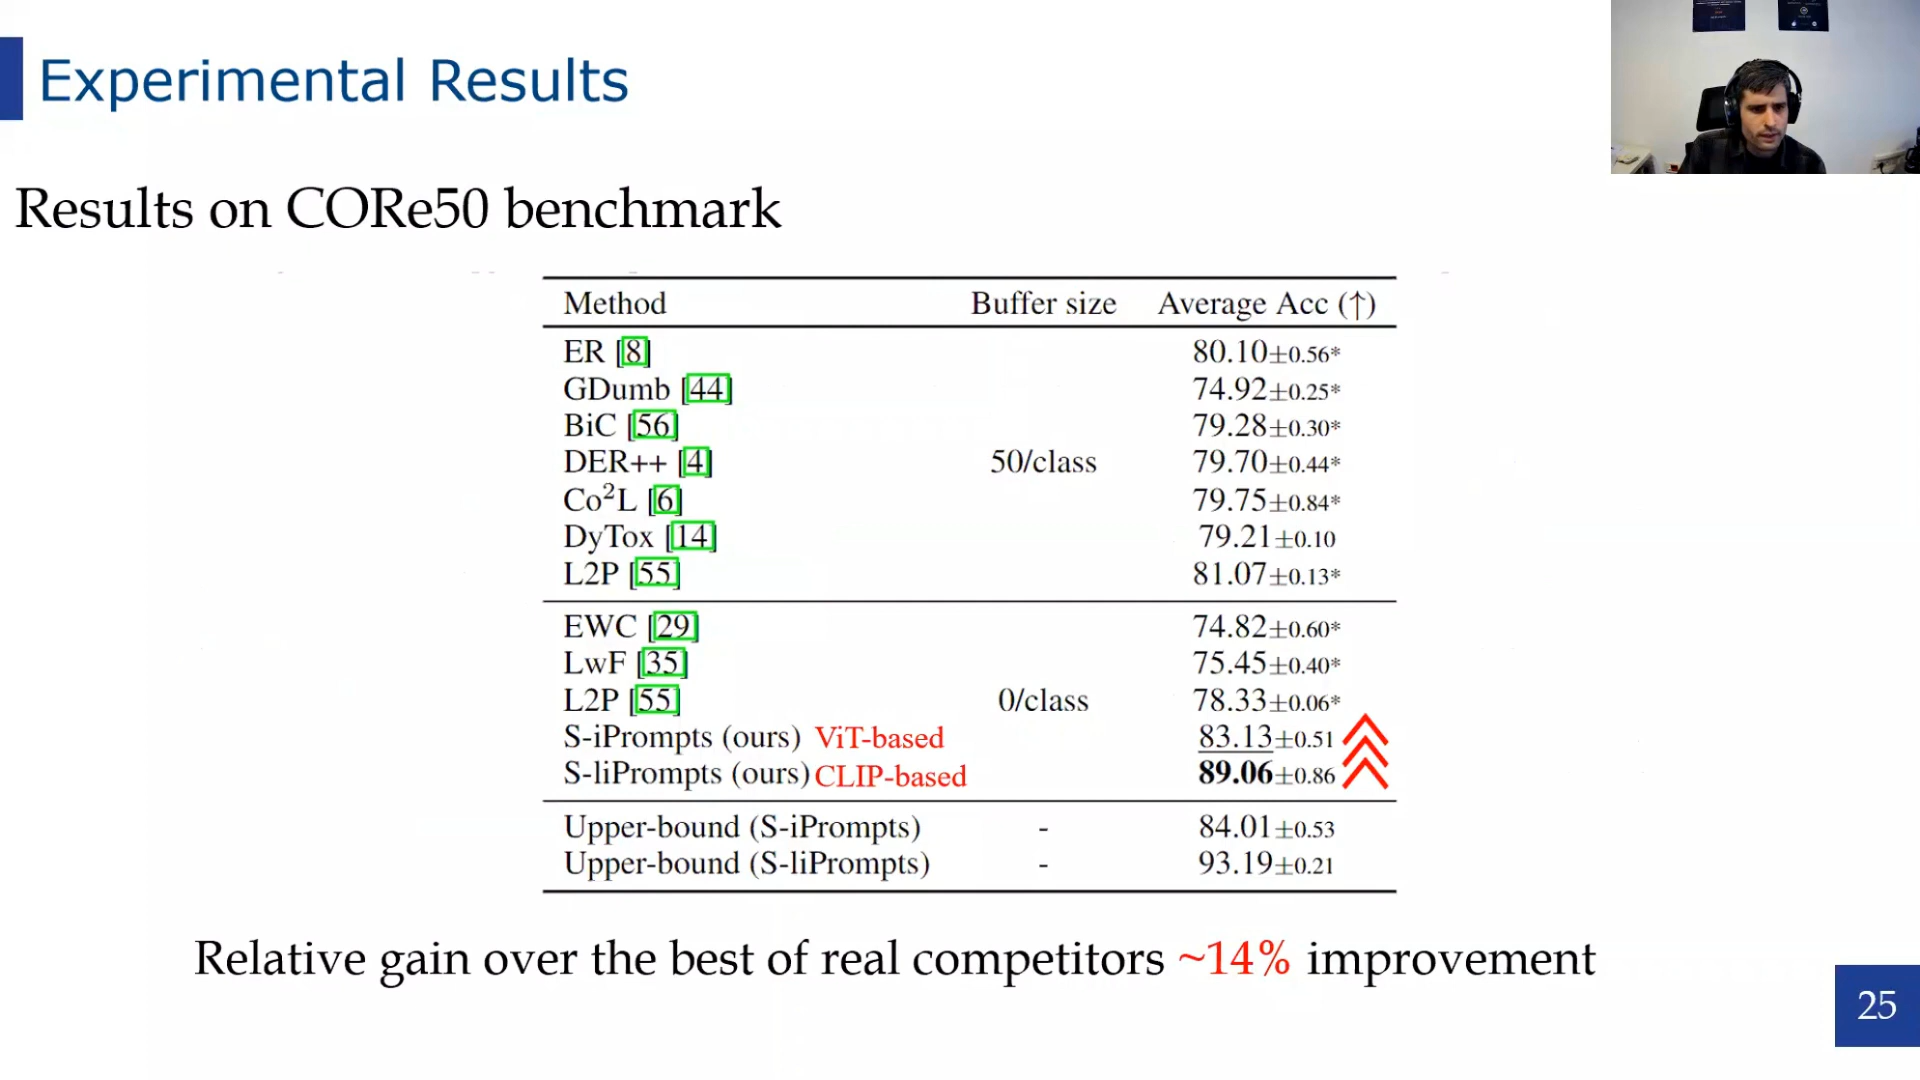 Experimental Results
Results on CORe50 benchmark
Method Buffer size Average Acc (↑)
ER [8] 80.10±0.56*
GDumb [44] 74.92±0.25*
BiC [56] 79.28±0.30*
DER++ [4] 50/class 79.70±0.44*
Co²L [6] 79.75±0.84*
DyTox [14] 79.21±0.10
L2P [55] 81.07±0.13*
EWC [29] 74.82±0.60*
LwF [35] 75.45±0.40*
L2P [55] 0/class 78.33±0.06*
S-iPrompts (ours) ViT-based 83.13±0.51
S-liPrompts (ours) CLIP-based 89.06±0.86
Upper-bound (S-iPrompts) - 84.01±0.53
Upper-bound (S-liPrompts) - 93.19±0.21
Relative gain over the best of real competitors ~14% improvement
25